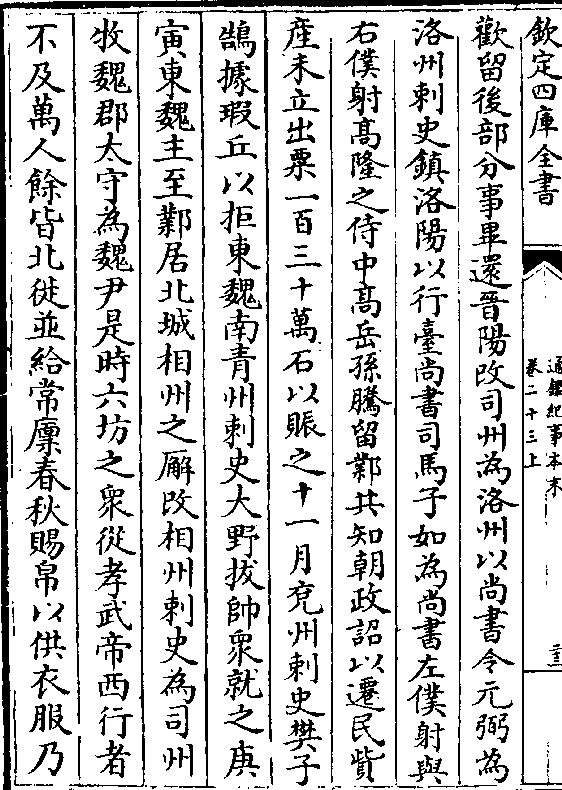 欽定四庫全書
通鑑紀事本末
卷二十三上
三
歡留後部分事畢還晉陽改司州為洛州以尚書令元弼為
洛州刺史鎮洛陽以行臺尚書司馬子如為尚書左僕射與
右僕射高隆之侍中高岳孫騰留鄴共知朝政詔以遷民貲
産未立出粟一百三十萬石以賑之十一月兖州刺史樊子
鵠據瑕丘以拒東魏南青州刺史大野拔帥衆就之庚
寅東魏主至鄴居北城相州之廨改相州刺史為司州
牧魏郡太守為魏尹是時六坊之衆從孝武帝西行者
不及萬人餘皆北徙並給常廩春秋賜帛以供衣服乃